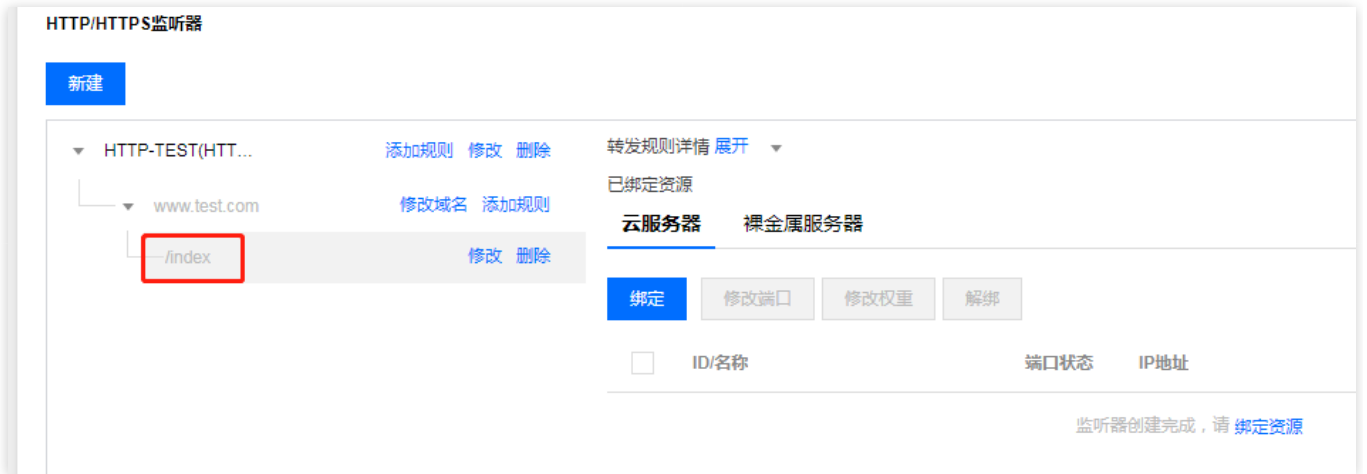 HTTP/HTTPS监听器
新建
HTTP-TEST(HTT... 添加规则 修改 删除
www.test.com 修改域名 添加规则
/index 修改 删除
转发规则详情 展开
已绑定资源
云服务器 裸金属服务器
绑定 修改端口 修改权重 解绑
ID/名称 端口状态 IP地址
监听器创建完成，请 绑定资源